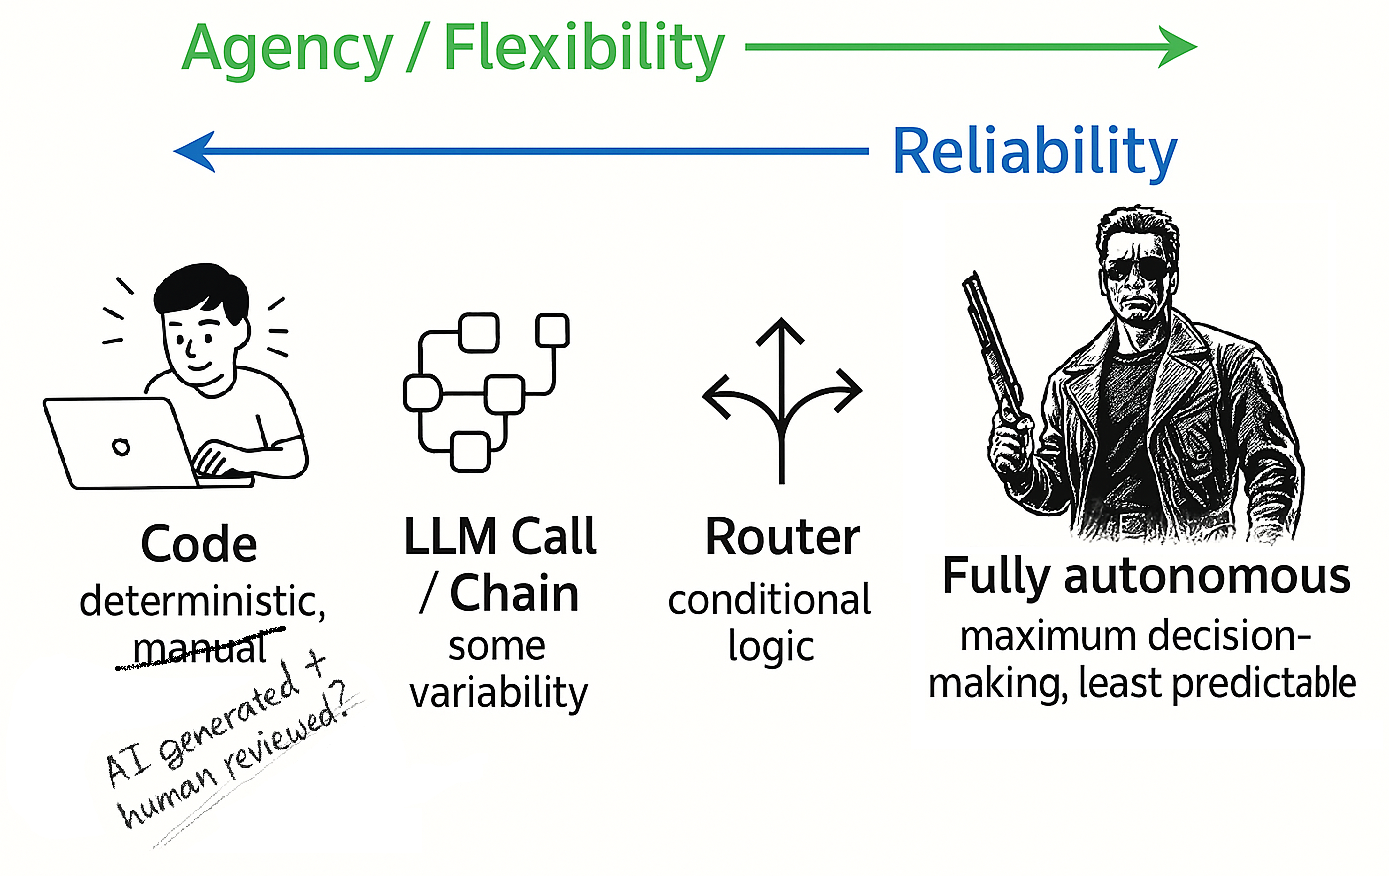 Agency / Flexibility
Reliability
Code
deterministic,
manual
AI generated +
human reviewed?
LLM Call
/ Chain
some
variability
Router
conditional
logic
Fully autonomous
maximum decision-
making, least predictable